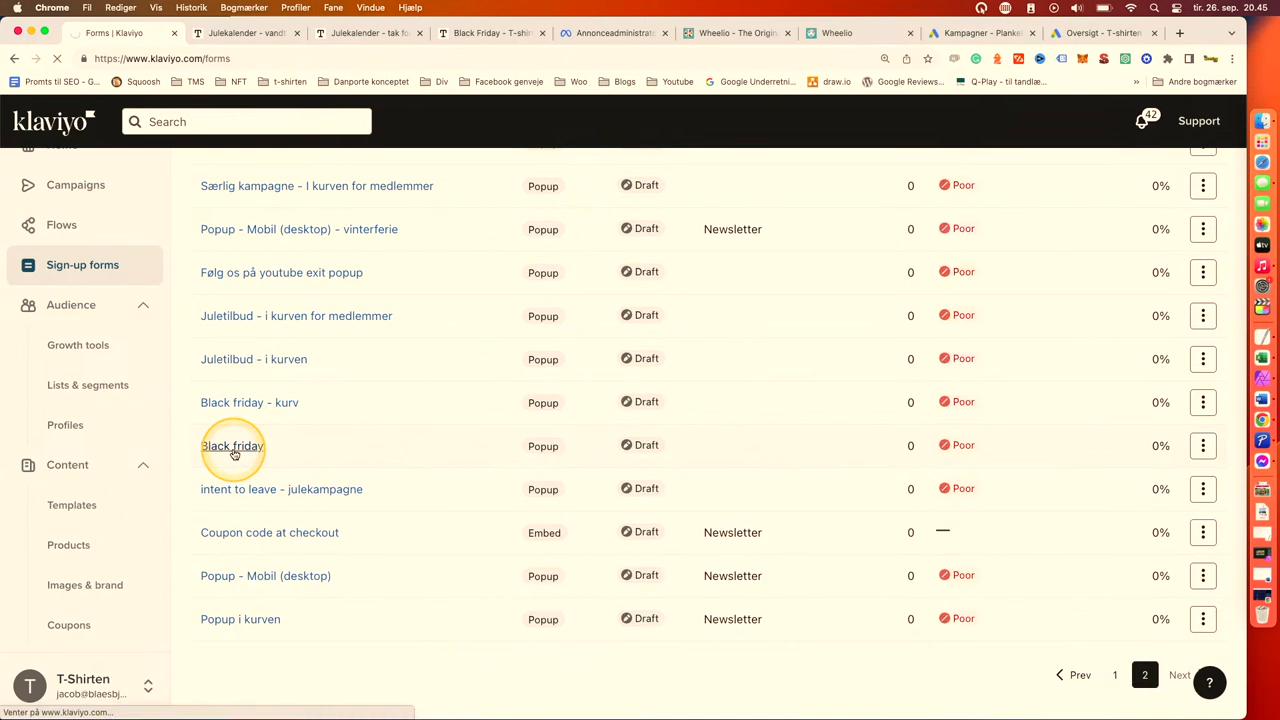 Chrome Fil Rediger Vis Historik Bogmærker Profiler Fane Vindue Hjælp tir. 26. sep. 20.45
Forms | Klaviyo Julekalender - vandt Julekalender - tak fo Black Friday - T-shirt Annonceadministrat Wheelio - The Origina Wheelio Kampagner - Planke Oversigt - T-shirten
https://www.klaviyo.com/forms
Promts til SEO - G... Squoosh TMS NFT t-shirten Danporte konceptet Div Facebook genveje Woo Blogs Youtube Google Underretni... draw.io Google Reviews... Q-Play - til tandlæ... » Andre bogmærker
klaviyo Search 42 Support
Campaigns
Flows
Sign-up forms
Audience
Growth tools
Lists & segments
Profiles
Content
Templates
Products
Images & brand
Coupons
T T-Shirten
jacob@blaesbj...
Særlig kampagne - I kurven for medlemmer Popup Draft 0 Poor 0%
Popup - Mobil (desktop) - vinterferie Popup Draft Newsletter 0 Poor 0%
Følg os på youtube exit popup Popup Draft 0 Poor 0%
Juletilbud - i kurven for medlemmer Popup Draft 0 Poor 0%
Juletilbud - i kurven Popup Draft 0 Poor 0%
Black friday - kurv Popup Draft 0 Poor 0%
Black friday Popup Draft 0 Poor 0%
intent to leave - julekampagne Popup Draft 0 Poor 0%
Coupon code at checkout Embed Draft Newsletter 0 — 0%
Popup - Mobil (desktop) Popup Draft Newsletter 0 Poor 0%
Popup i kurven Popup Draft Newsletter 0 Poor 0%
Prev 1 2 Next ?
Venter på www.klaviyo.com...